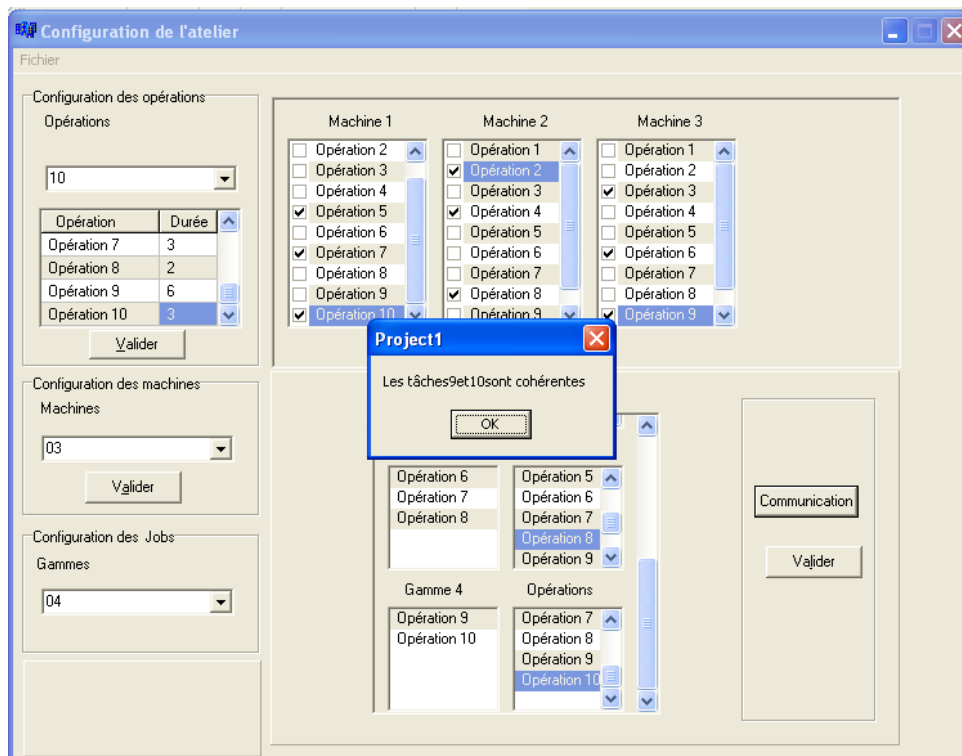 Configuration de l'atelier
Fichier
Configuration des opérations
Opérations
10
Opération Durée
Opération 7 3
Opération 8 2
Opération 9 6
Opération 10 3
Valider
Configuration des machines
Machines
03
Valider
Configuration des Jobs
Gammes
04
Machine 1
Opération 2
Opération 3
Opération 4
Opération 5
Opération 6
Opération 7
Opération 8
Opération 9
Opération 10
Machine 2
Opération 1
Opération 2
Opération 3
Opération 4
Opération 5
Opération 6
Opération 7
Opération 8
Opération 9
Machine 3
Opération 1
Opération 2
Opération 3
Opération 4
Opération 5
Opération 6
Opération 7
Opération 8
Opération 9
Project1
Les tâches9et10sont cohérentes
OK
Opération 6
Opération 7
Opération 8
Opération 5
Opération 6
Opération 7
Opération 8
Opération 9
Gamme 4
Opération 9
Opération 10
Opérations
Opération 7
Opération 8
Opération 9
Opération 10
Communication
Valider